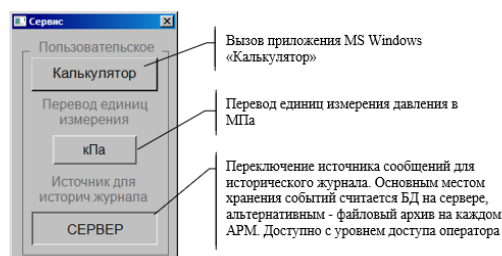 Сервис
Пользовательское
Калькулятор
Перевод единиц
измерения
кПа
Источник для
историч.журнала
СЕРВЕР
Вызов приложения MS Windows
«Калькулятор»
Перевод единиц измерения давления в
МПа
Переключение источника сообщений для
исторического журнала. Основным местом
хранения событий считается БД на сервере,
альтернативным - файловый архив на каждом
АРМ. Доступно с уровнем доступа оператора